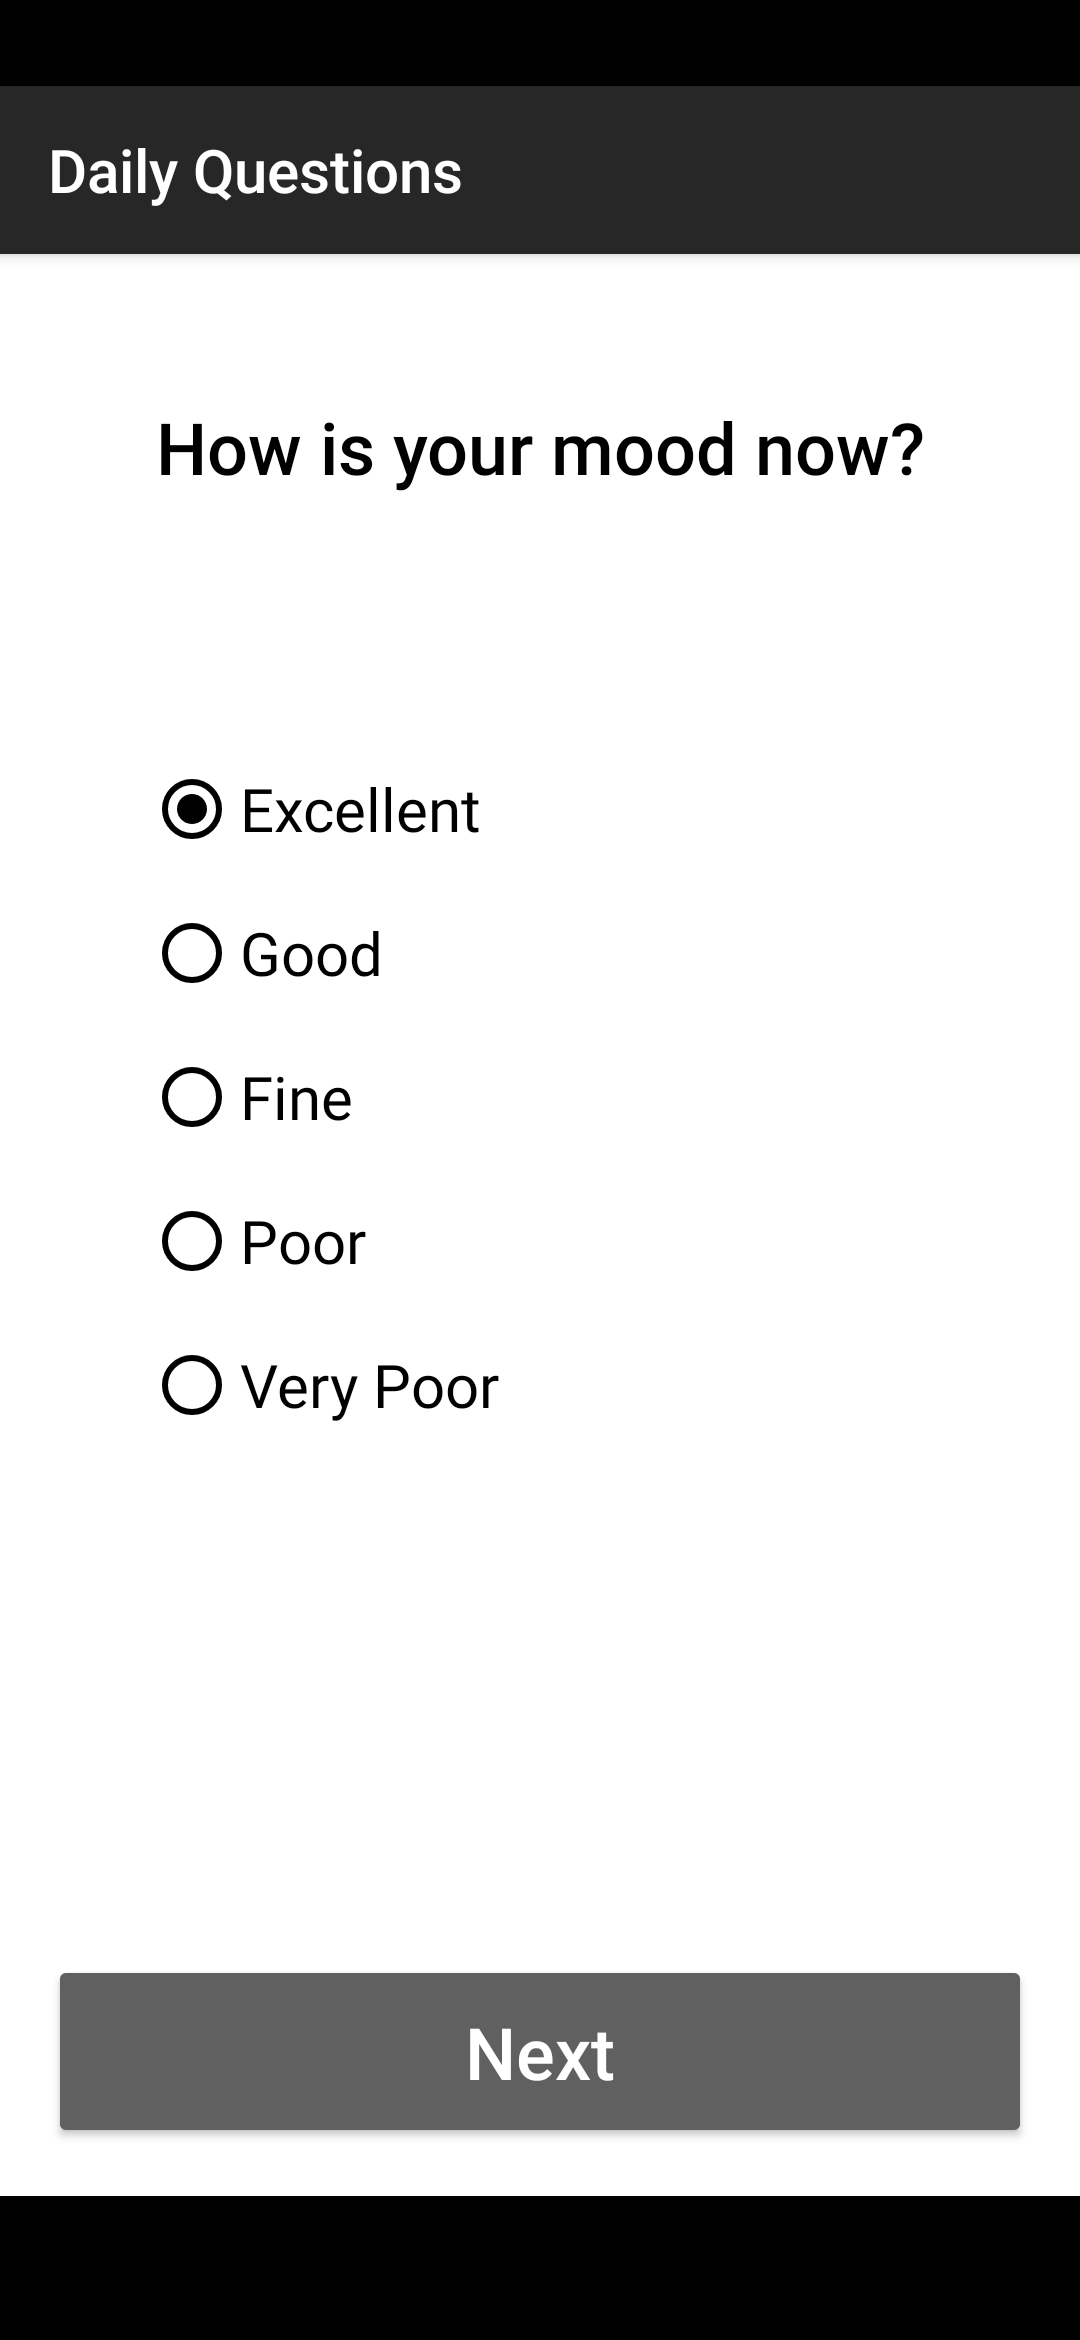 Daily Questions
How is your mood now?
Excellent
Good
Fine
Poor
Very Poor
Next